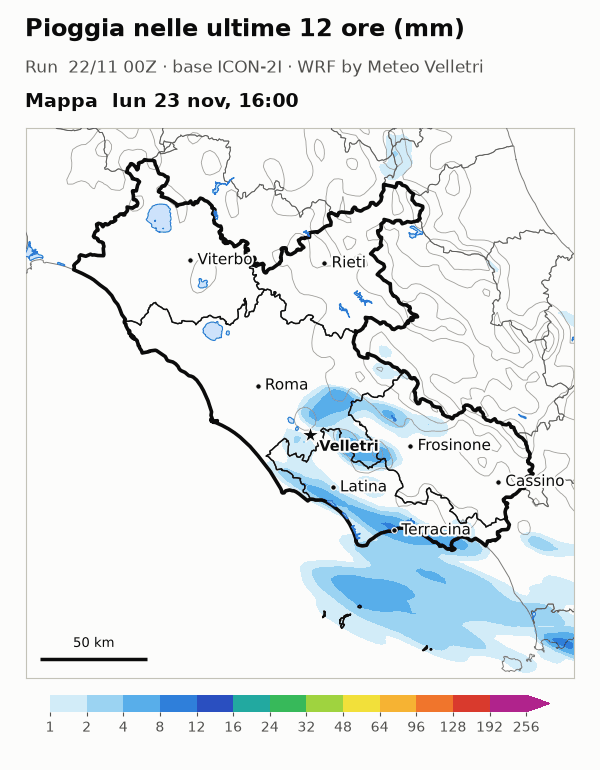 Pioggia nelle ultime 12 ore (mm)
Run  22/11 00Z · base ICON-2I · WRF by Meteo Velletri
Mappa  lun 23 nov, 16:00
Viterbo
Rieti
Roma
Velletri
Frosinone
Latina
Cassino
Terracina
50 km
1 2 4 8 12 16 24 32 48 64 96 128 192 256